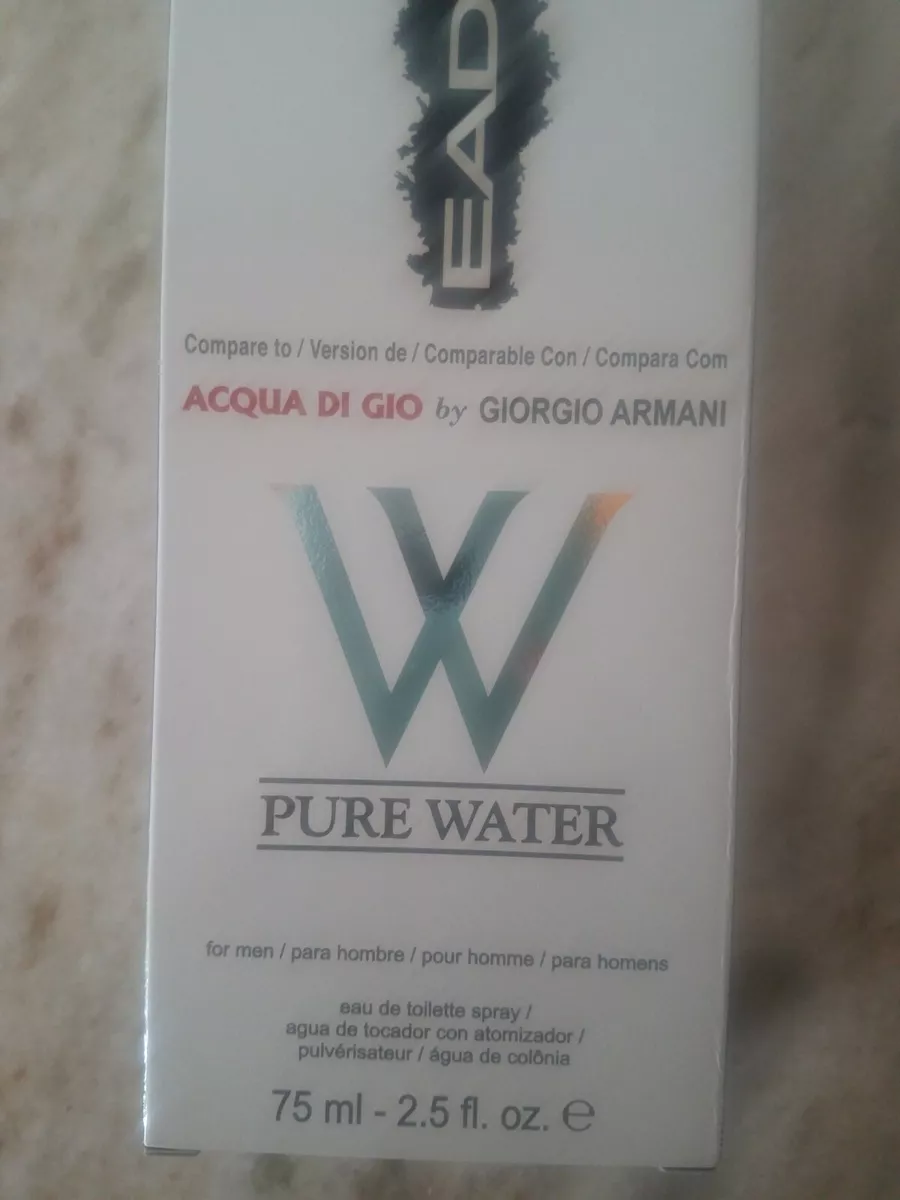 EAD
Compare to / Version de / Comparable Con / Compara Com
ACQUA DI GIO by GIORGIO ARMANI
W
PURE WATER
for men / para hombre / pour homme / para homens
eau de toilette spray /
agua de tocador con atomizador /
pulvérisateur / água de colônia
75 ml - 2.5 fl. oz. ℮